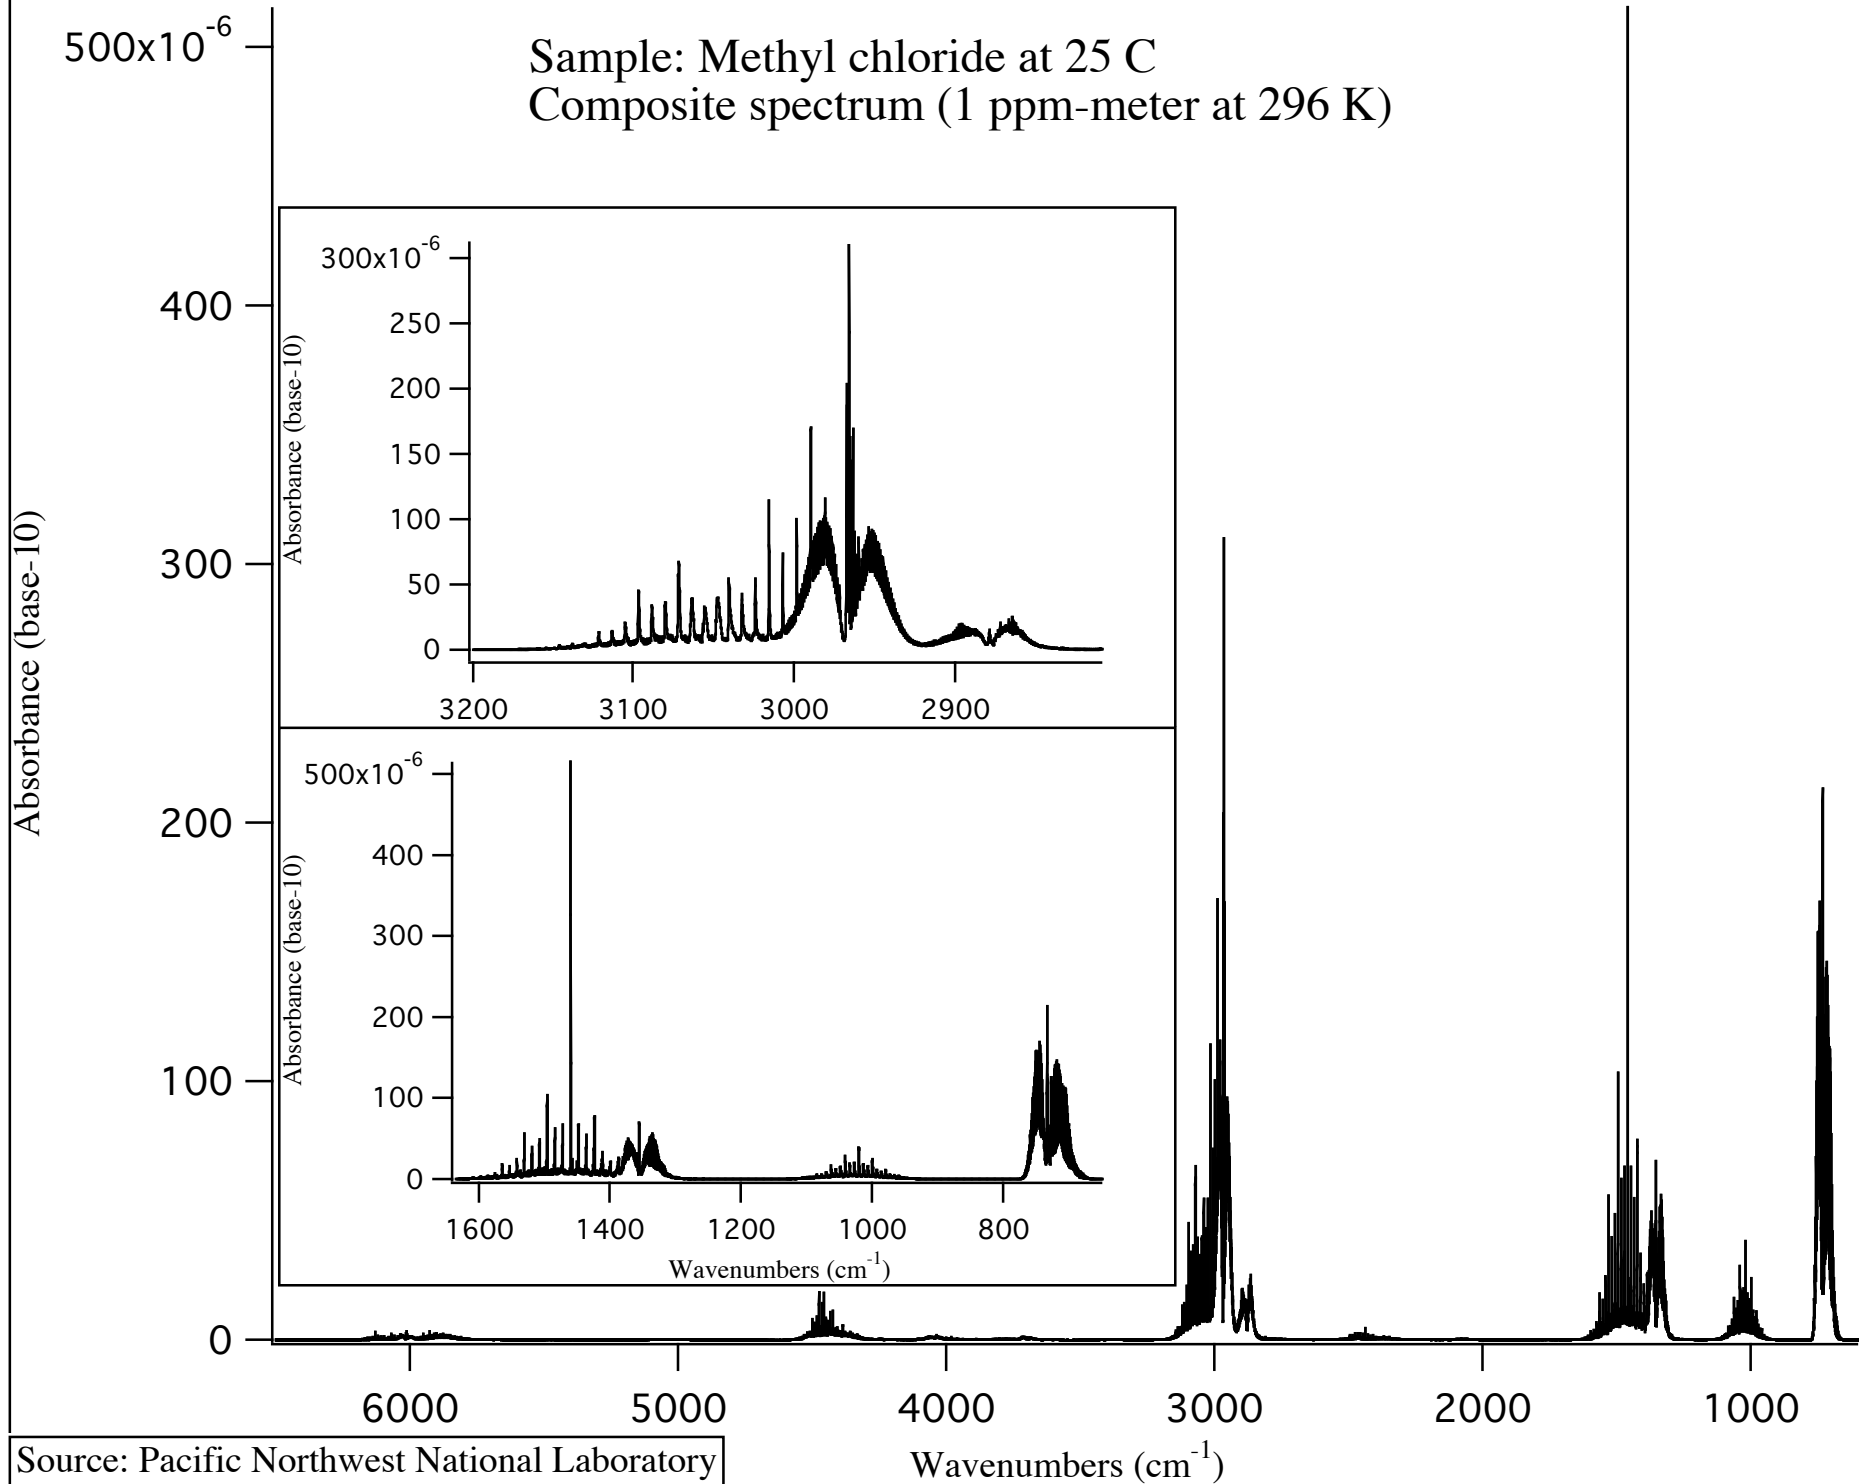 Sample: Methyl chloride at 25 C
Composite spectrum (1 ppm-meter at 296 K)
Absorbance (base-10)
500x10^-6
400
300
200
100
0
Absorbance (base-10)
300x10^-6
250
200
150
100
50
0
3200 3100 3000 2900
Absorbance (base-10)
500x10^-6
400
300
200
100
0
1600 1400 1200 1000 800
Wavenumbers (cm^-1)
6000 5000 4000 3000 2000 1000
Wavenumbers (cm^-1)
Source: Pacific Northwest National Laboratory